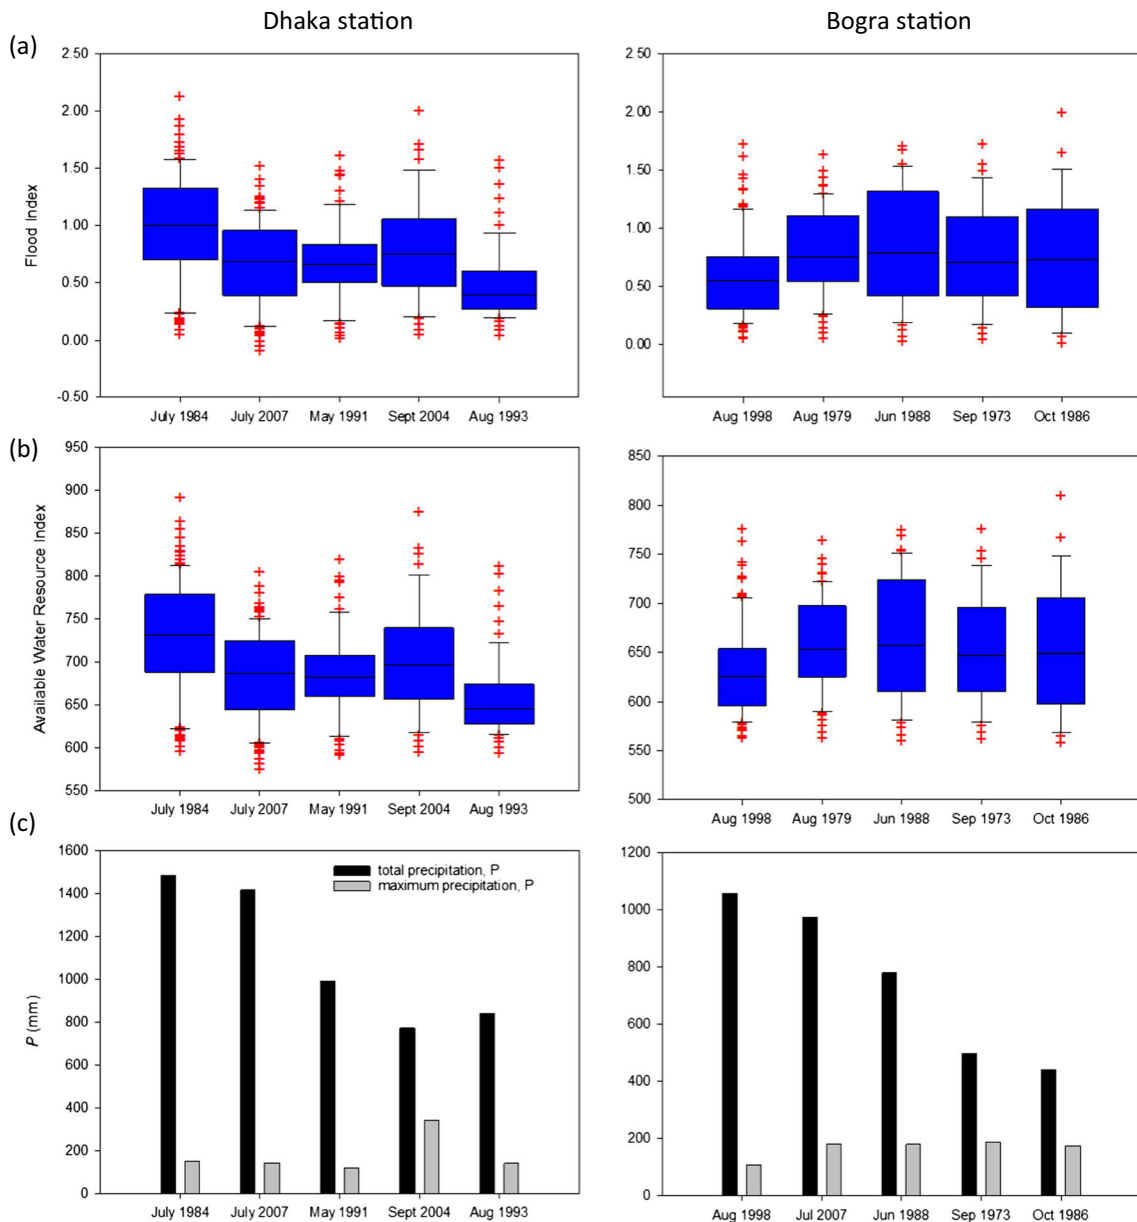 Dhaka station
Bogra station
(a)
2.50
2.00
1.50
1.00
0.50
0.00
-0.50
Flood Index
July 1984 July 2007 May 1991 Sept 2004 Aug 1993
2.50
2.00
1.50
1.00
0.50
0.00
Aug 1998 Aug 1979 Jun 1988 Sep 1973 Oct 1986
(b)
950
900
850
800
750
700
650
600
550
Available Water Resource Index
July 1984 July 2007 May 1991 Sept 2004 Aug 1993
850
800
750
700
650
600
550
500
Aug 1998 Aug 1979 Jun 1988 Sep 1973 Oct 1986
(c)
1600
1400
1200
1000
800
600
400
200
0
P (mm)
total precipitation, P
maximum precipitation, P
July 1984 July 2007 May 1991 Sept 2004 Aug 1993
1200
1000
800
600
400
200
0
Aug 1998 Jul 2007 Jun 1988 Sep 1973 Oct 1986